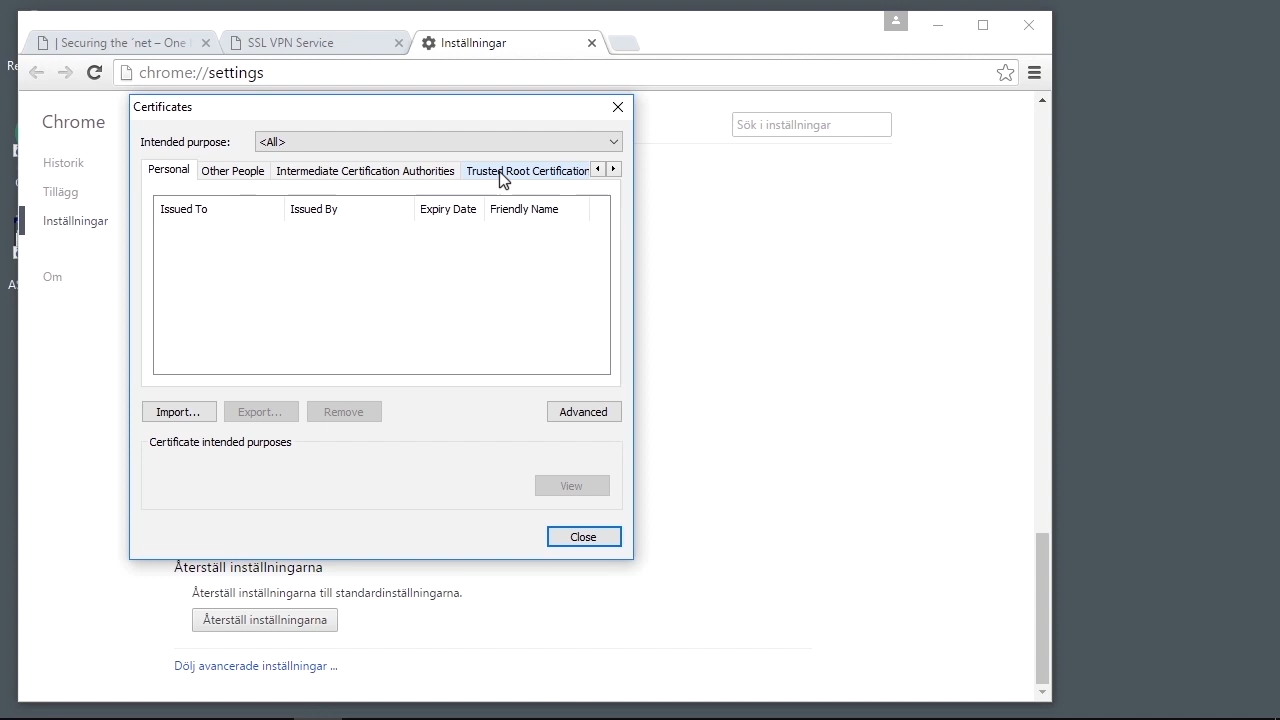 | Securing the 'net – One
SSL VPN Service
Inställningar
chrome://settings
Chrome
Historik
Tillägg
Inställningar
Om
Sök i inställningar
Certificates
Intended purpose:
<All>
Personal
Other People
Intermediate Certification Authorities
Trusted Root Certification
Issued To
Issued By
Expiry Date
Friendly Name
Import...
Export...
Remove
Advanced
Certificate intended purposes
View
Close
Återställ inställningarna
Återställ inställningarna till standardinställningarna.
Återställ inställningarna
Dölj avancerade inställningar ...